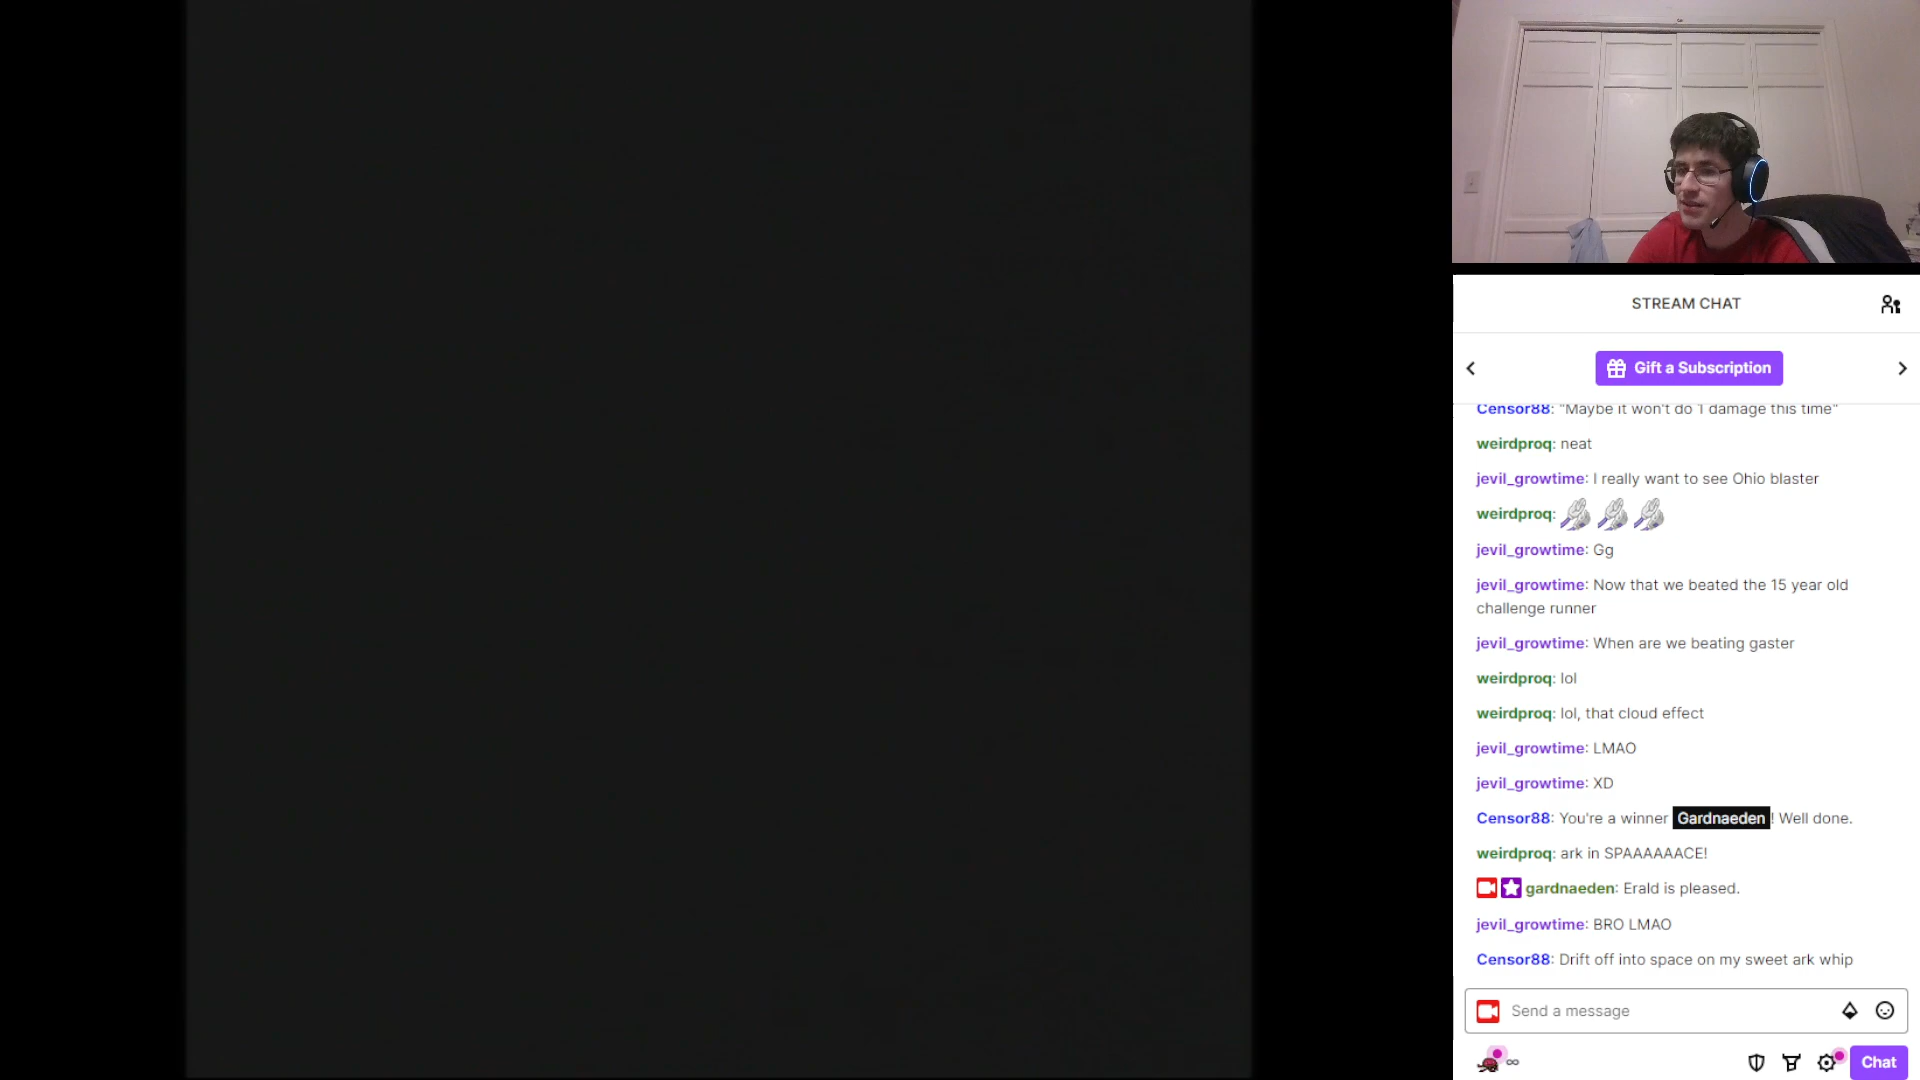 STREAM CHAT
Gift a Subscription
Censor88: "Maybe it won't do 1 damage this time"
weirdproq: neat
jevil_growtime: I really want to see Ohio blaster
weirdproq:
jevil_growtime: Gg
jevil_growtime: Now that we beated the 15 year old
challenge runner
jevil_growtime: When are we beating gaster
weirdproq: lol
weirdproq: lol, that cloud effect
jevil_growtime: LMAO
jevil_growtime: XD
Censor88: You're a winner Gardnaeden ! Well done.
weirdproq: ark in SPAAAAAACE!
gardnaeden: Erald is pleased.
jevil_growtime: BRO LMAO
Censor88: Drift off into space on my sweet ark whip
Send a message
∞
Chat